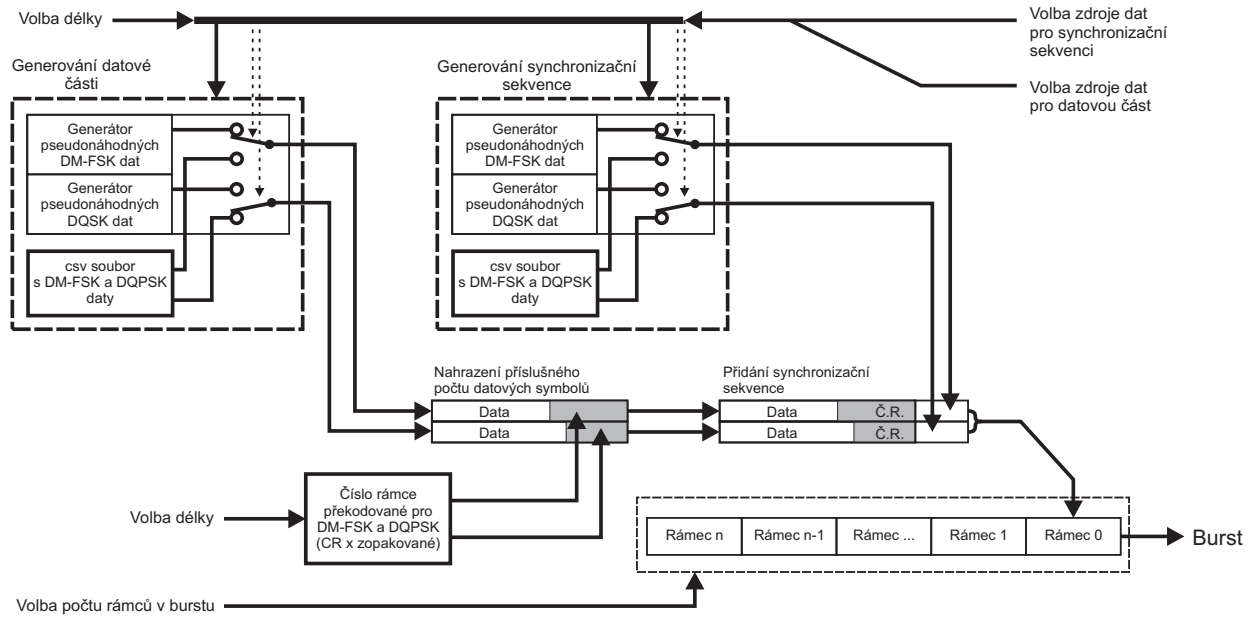 Volba délky
Volba zdroje dat
pro synchronizační
sekvenci
Volba zdroje dat
pro datovou část
Generování datové
části
Generátor
pseudonáhodných
DM-FSK dat
Generátor
pseudonáhodných
DQSK dat
csv soubor
s DM-FSK a DQPSK
daty
Generování synchronizační
sekvence
Generátor
pseudonáhodných
DM-FSK dat
Generátor
pseudonáhodných
DQSK dat
csv soubor
s DM-FSK a DQPSK
daty
Nahrazení příslušného
počtu datových symbolů
Data
Data
Přidání synchronizační
sekvence
Data Č.R.
Data Č.R.
Volba délky
Číslo rámce
překodované pro
DM-FSK a DQPSK
(CR x zopakované)
Rámec n Rámec n-1 Rámec ... Rámec 1 Rámec 0
Burst
Volba počtu rámců v burstu